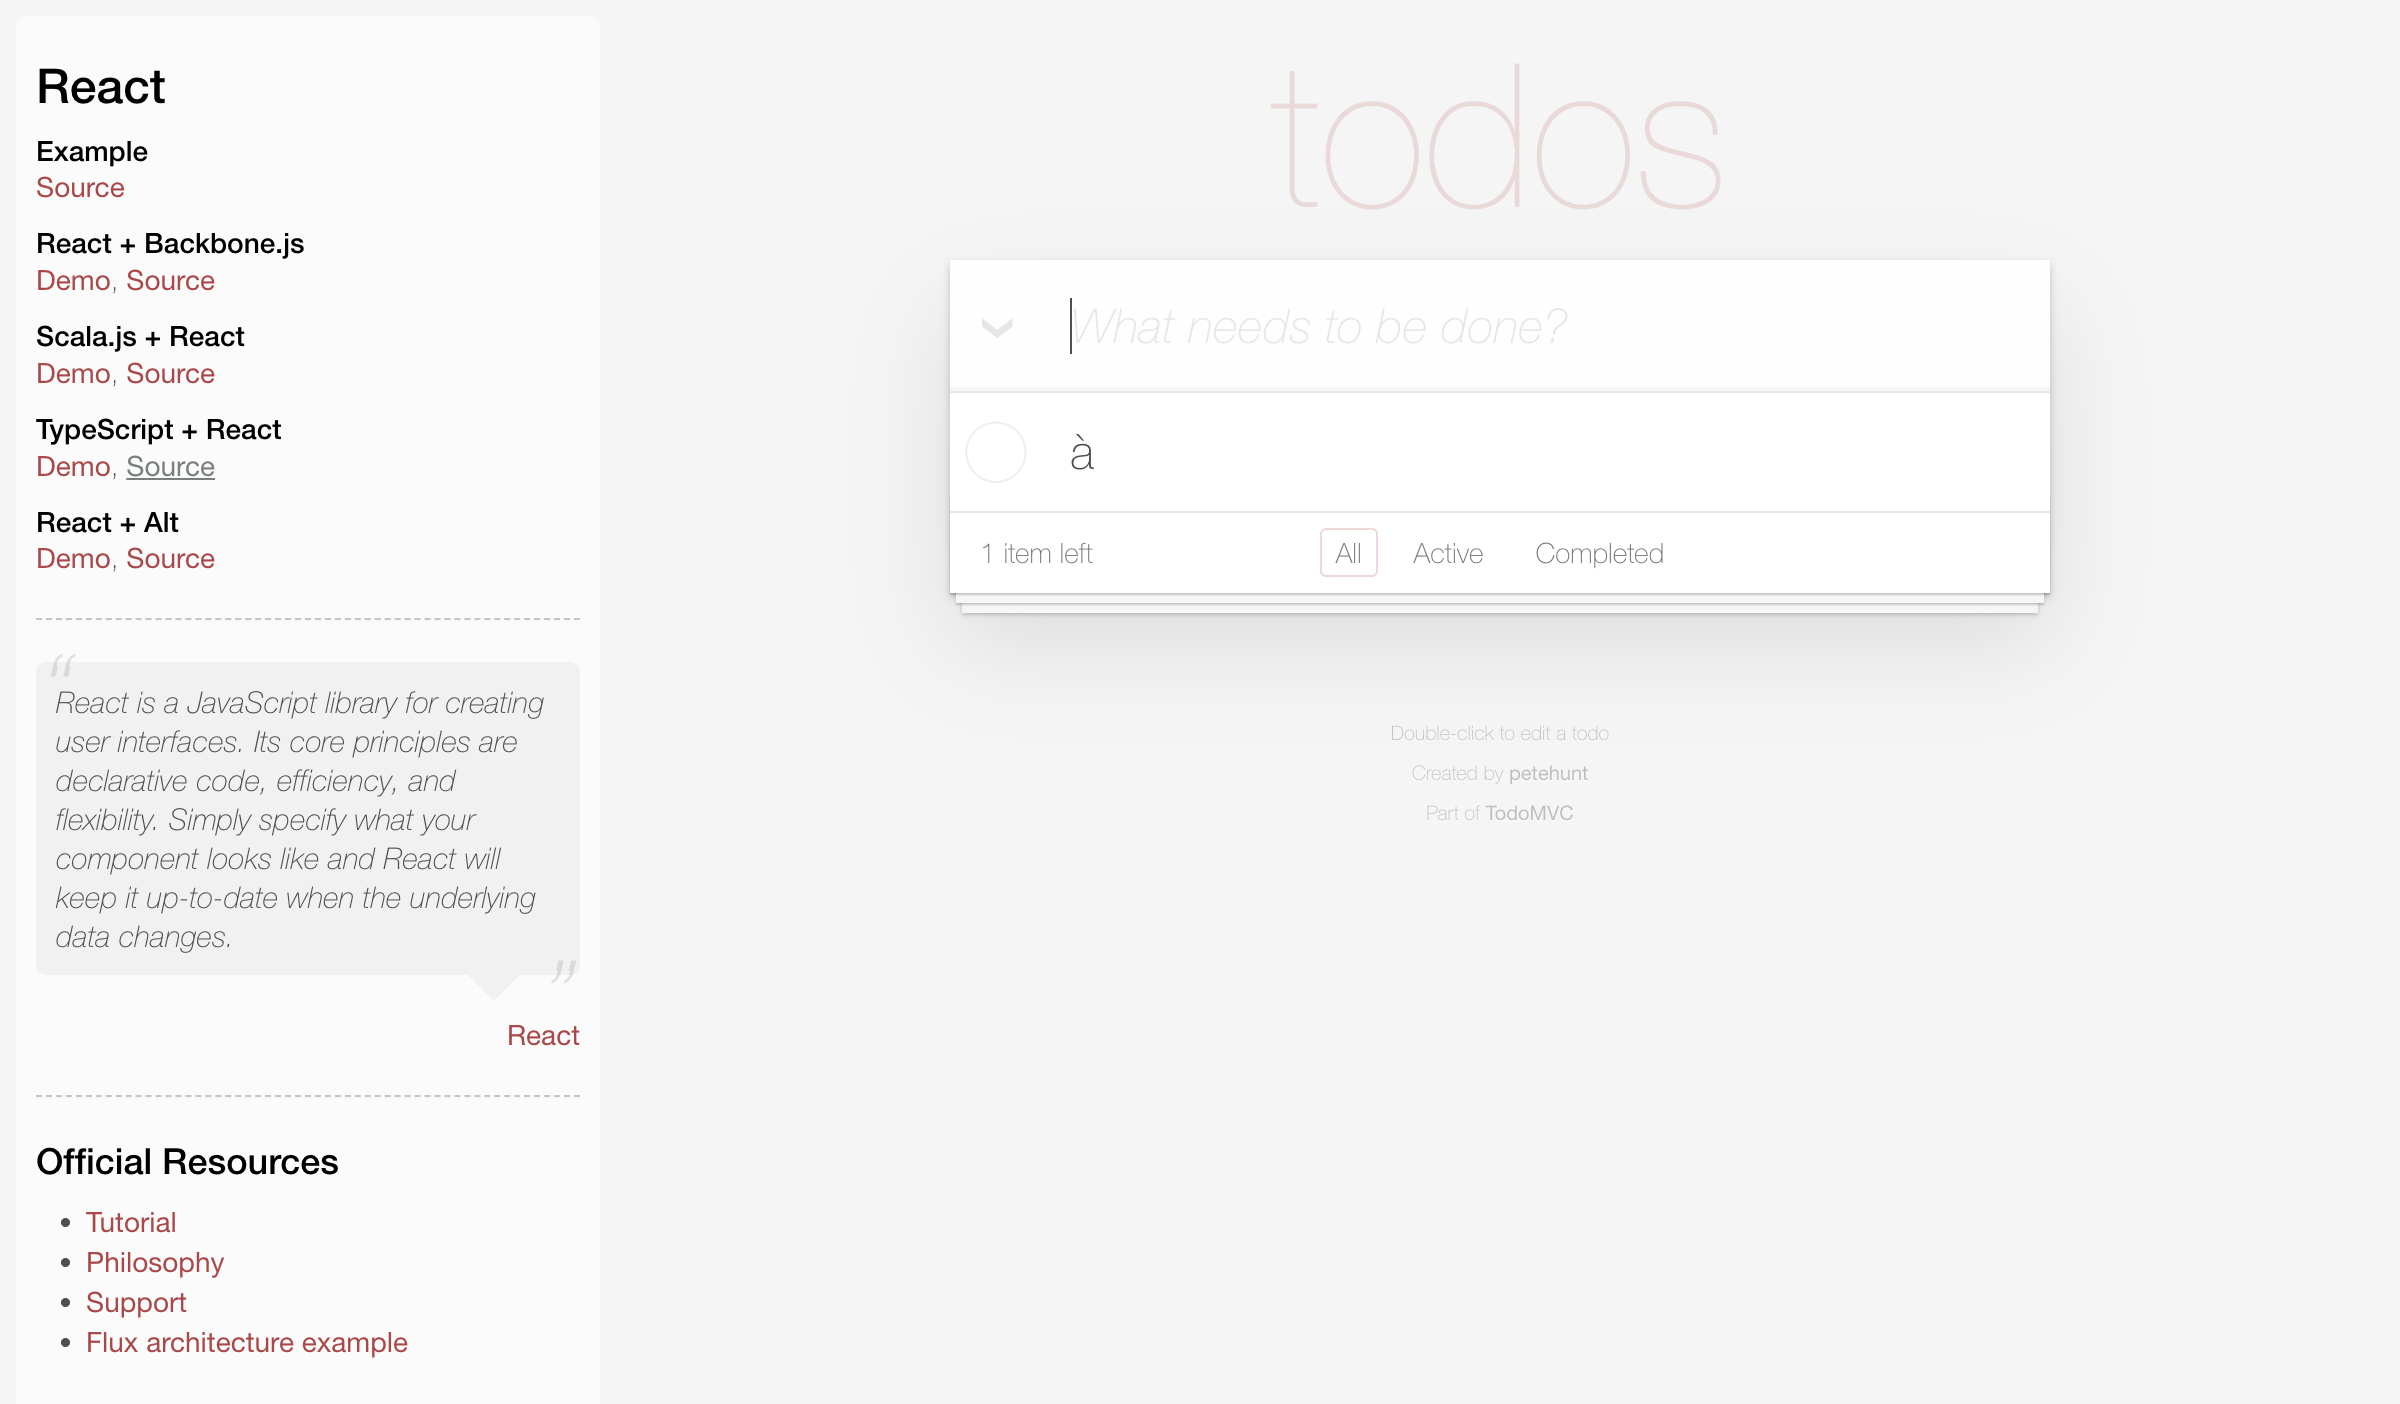 React
Example
Source
React + Backbone.js
Demo, Source
Scala.js + React
Demo, Source
TypeScript + React
Demo, Source
React + Alt
Demo, Source
“
React is a JavaScript library for creating
user interfaces. Its core principles are
declarative code, efficiency, and
flexibility. Simply specify what your
component looks like and React will
keep it up-to-date when the underlying
data changes.
”
React
Official Resources
• Tutorial
• Philosophy
• Support
• Flux architecture example
todos
What needs to be done?
à
1 item left All Active Completed
Double-click to edit a todo
Created by petehunt
Part of TodoMVC